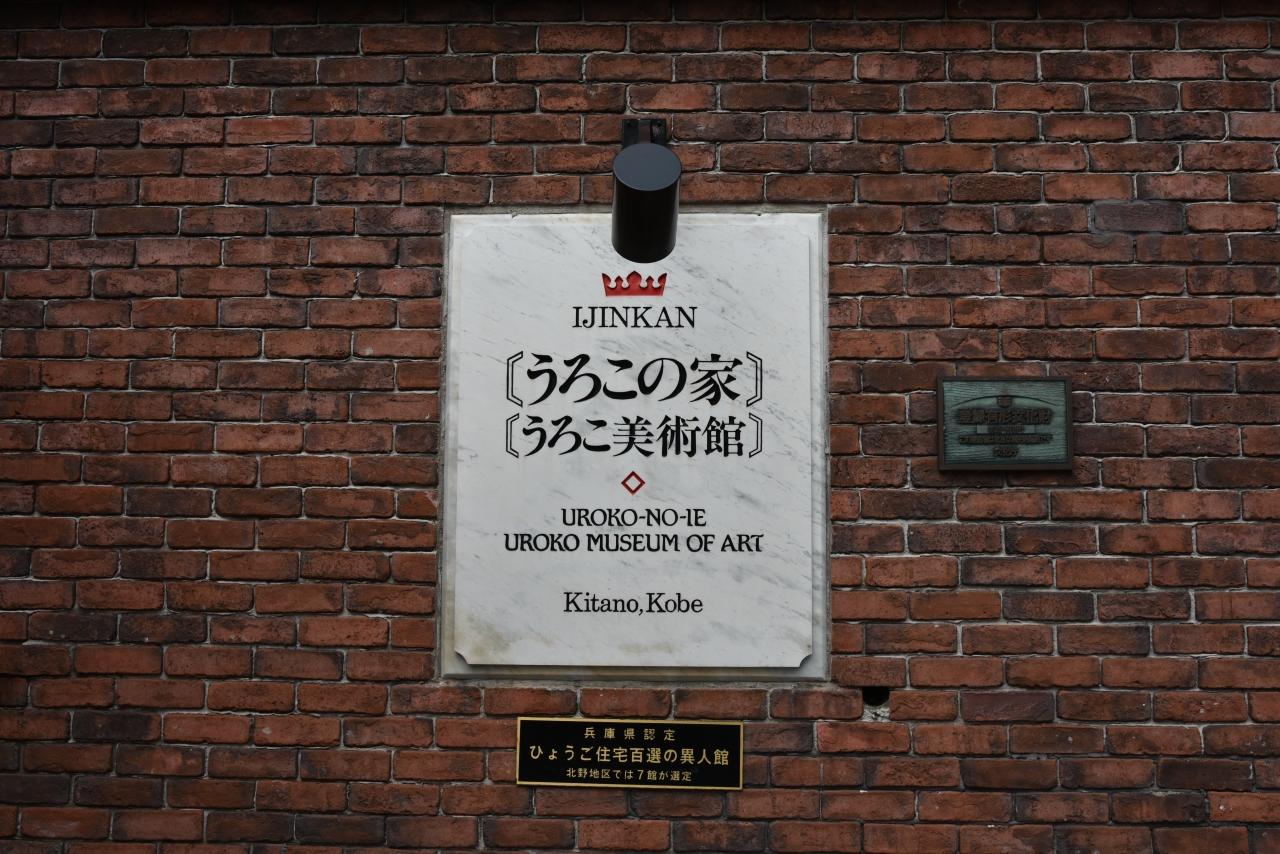 IJINKAN
〔うろこの家〕
〔うろこ美術館〕
UROKO-NO-IE
UROKO MUSEUM OF ART
Kitano, Kobe
兵庫県認定
ひょうご住宅百選の異人館
北野地区では7館が選定